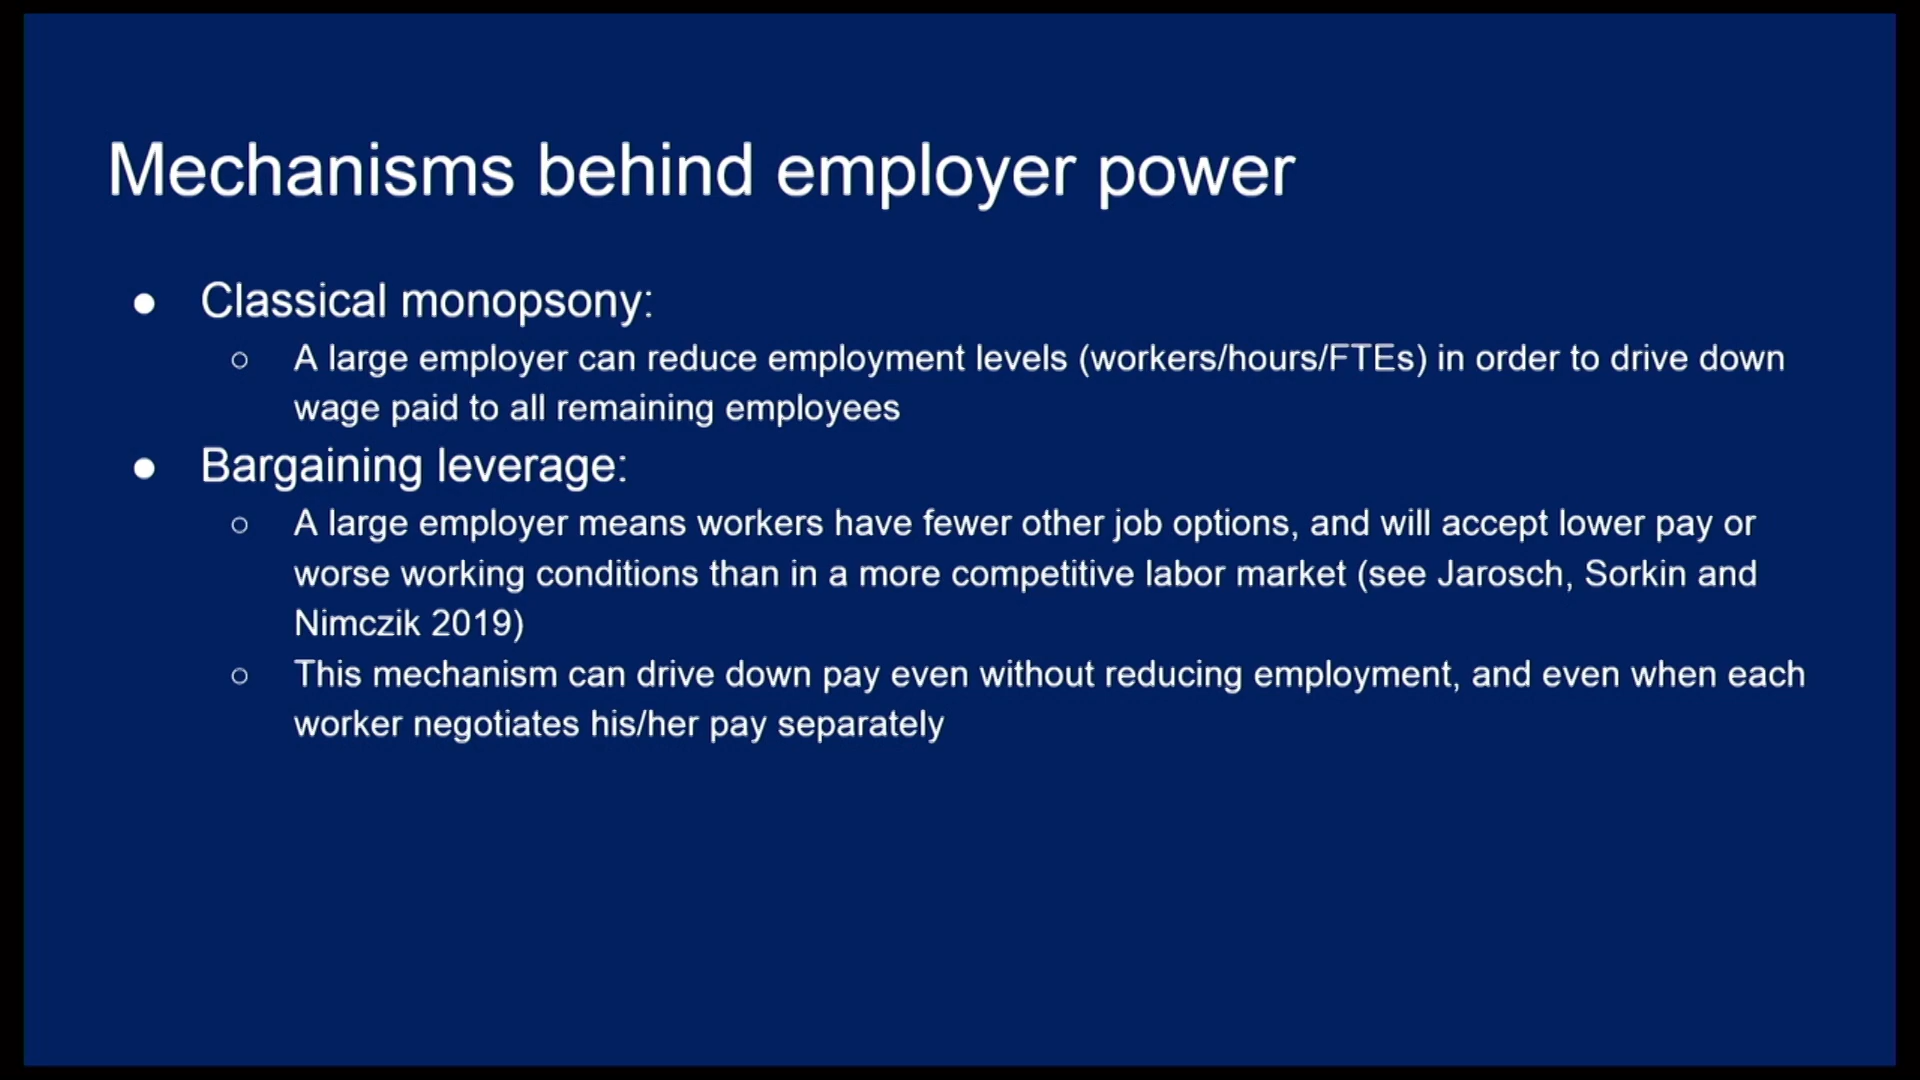 Mechanisms behind employer power
● Classical monopsony:
○ A large employer can reduce employment levels (workers/hours/FTEs) in order to drive down
wage paid to all remaining employees
● Bargaining leverage:
○ A large employer means workers have fewer other job options, and will accept lower pay or
worse working conditions than in a more competitive labor market (see Jarosch, Sorkin and
Nimczik 2019)
○ This mechanism can drive down pay even without reducing employment, and even when each
worker negotiates his/her pay separately